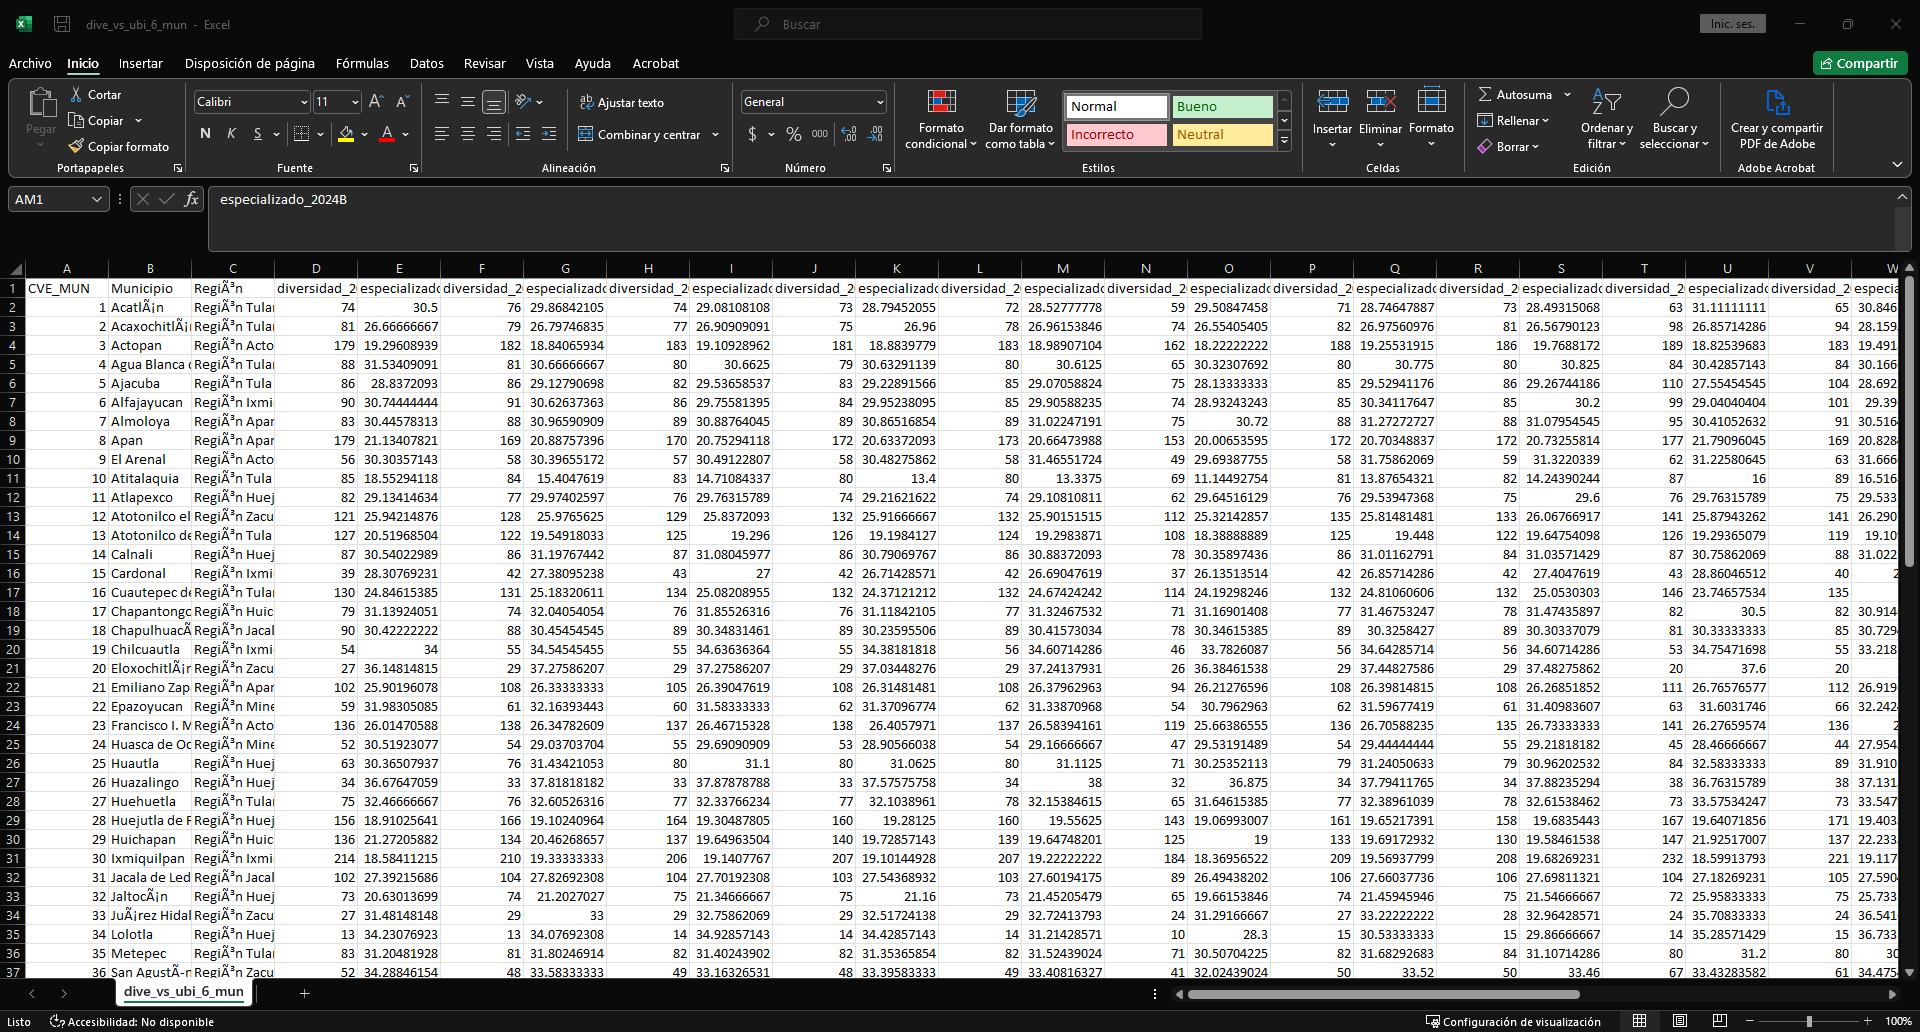 dive_vs_ubi_6_mun - Excel
Buscar
Inic. ses.
Archivo Inicio Insertar Disposición de página Fórmulas Datos Revisar Vista Ayuda Acrobat
Compartir
Pegar
Cortar
Copiar
Copiar formato
Portapapeles
Calibri 11
N K S
Fuente
Ajustar texto
Combinar y centrar
Alineación
General
$ % 000
Número
Formato condicional
Dar formato como tabla
Normal Bueno
Incorrecto Neutral
Estilos
Insertar Eliminar Formato
Celdas
Autosuma
Rellenar
Borrar
Ordenar y filtrar
Buscar y seleccionar
Edición
Crear y compartir PDF de Adobe
Adobe Acrobat
AM1 fx especializado_2024B
A B C D E F G H I J K L M N O P Q R S T U V W
1 CVE_MUN Municipio RegiÃ³n diversidad_2 especializado diversidad_2 especializado diversidad_2 especializado diversidad_2 especializado diversidad_2 especializado diversidad_2 especializado diversidad_2 especializado diversidad_2 especializado diversidad_2 especializado diversidad_2 especia
2 1 AcatlÃ¡n RegiÃ³n Tular 74 30.5 76 29.86842105 74 29.08108108 73 28.79452055 72 28.52777778 59 29.50847458 71 28.74647887 73 28.49315068 63 31.11111111 65 30.846
3 2 AcaxochitlÃ¡ RegiÃ³n Tular 81 26.66666667 79 26.79746835 77 26.90909091 75 26.96 78 26.96153846 74 26.55405405 82 26.97560976 81 26.56790123 98 26.85714286 94 28.159
4 3 Actopan RegiÃ³n Acto 179 19.29608939 182 18.84065934 183 19.10928962 181 18.8839779 183 18.98907104 162 18.22222222 188 19.25531915 186 19.7688172 189 18.82539683 183 19.491
5 4 Agua Blanca RegiÃ³n Tular 88 31.53409091 81 30.66666667 80 30.6625 79 30.63291139 80 30.6125 65 30.32307692 80 30.775 80 30.825 84 30.42857143 84 30.166
6 5 Ajacuba RegiÃ³n Tula 86 28.8372093 86 29.12790698 82 29.53658537 83 29.22891566 85 29.07058824 75 28.13333333 85 29.52941176 86 29.26744186 110 27.55454545 104 28.692
7 6 Alfajayucan RegiÃ³n Ixmi 90 30.74444444 91 30.62637363 86 29.75581395 84 29.95238095 85 29.90588235 74 28.93243243 85 30.34117647 85 30.2 99 29.04040404 101 29.39
8 7 Almoloya RegiÃ³n Apar 83 30.44578313 88 30.96590909 89 30.88764045 89 30.86516854 89 31.02247191 75 30.72 88 31.27272727 88 31.07954545 95 30.41052632 91 30.516
9 8 Apan RegiÃ³n Apar 179 21.13407821 169 20.88757396 170 20.75294118 172 20.63372093 173 20.66473988 153 20.00653595 172 20.70348837 172 20.73255814 177 21.79096045 169 20.828
10 9 El Arenal RegiÃ³n Acto 56 30.30357143 58 30.39655172 57 30.49122807 58 30.48275862 58 31.46551724 49 29.69387755 58 31.75862069 59 31.3220339 62 31.22580645 63 31.666
11 10 Atitalaquia RegiÃ³n Tula 85 18.55294118 84 15.4047619 83 14.71084337 80 13.4 80 13.3375 69 11.14492754 81 13.87654321 82 14.24390244 87 16 89 16.516
12 11 Atlapexco RegiÃ³n Huej 82 29.13414634 77 29.97402597 76 29.76315789 74 29.21621622 74 29.10810811 62 29.64516129 76 29.53947368 75 29.6 76 29.76315789 75 29.533
13 12 Atotonilco el RegiÃ³n Zacu 121 25.94214876 128 25.9765625 129 25.8372093 132 25.91666667 132 25.90151515 112 25.32142857 135 25.81481481 133 26.06766917 141 25.87943262 141 26.290
14 13 Atotonilco de RegiÃ³n Tula 127 20.51968504 122 19.54918033 125 19.296 126 19.1984127 124 19.2983871 108 18.38888889 125 19.448 122 19.64754098 126 19.29365079 119 19.10
15 14 Calnali RegiÃ³n Huej 87 30.54022989 86 31.19767442 87 31.08045977 86 30.79069767 86 30.88372093 78 30.35897436 86 31.01162791 84 31.03571429 87 30.75862069 88 31.022
16 15 Cardonal RegiÃ³n Ixmi 39 28.30769231 42 27.38095238 43 27 42 26.71428571 42 26.69047619 37 26.13513514 42 26.85714286 42 27.4047619 43 28.86046512 40 2
17 16 Cuautepec de RegiÃ³n Tular 130 24.84615385 131 25.18320611 134 25.08208955 132 24.37121212 132 24.67424242 114 24.19298246 132 24.81060606 132 25.0530303 146 23.74657534 135
18 17 Chapantongo RegiÃ³n Huic 79 31.13924051 74 32.04054054 76 31.85526316 76 31.11842105 77 31.32467532 71 31.16901408 77 31.46753247 78 31.47435897 82 30.5 82 30.914
19 18 ChapulhuacÃ RegiÃ³n Jacal 90 30.42222222 88 30.45454545 89 30.34831461 89 30.23595506 89 30.41573034 78 30.34615385 89 30.3258427 89 30.30337079 81 30.33333333 85 30.729
20 19 Chilcuautla RegiÃ³n Ixmi 54 34 55 34.54545455 55 34.63636364 55 34.38181818 56 34.60714286 46 33.7826087 56 34.64285714 56 34.60714286 53 34.75471698 55 33.218
21 20 EloxochitlÃ¡r RegiÃ³n Zacu 27 36.14814815 29 37.27586207 29 37.27586207 29 37.03448276 29 37.24137931 26 36.38461538 29 37.44827586 29 37.48275862 20 37.6 20
22 21 Emiliano Zap RegiÃ³n Apar 102 25.90196078 108 26.33333333 105 26.39047619 108 26.31481481 108 26.37962963 94 26.21276596 108 26.39814815 108 26.26851852 111 26.76576577 112 26.919
23 22 Epazoyucan RegiÃ³n Mine 59 31.98305085 61 32.16393443 60 31.58333333 62 31.37096774 62 31.33870968 54 30.7962963 62 31.59677419 61 31.40983607 63 31.6031746 66 32.242
24 23 Francisco I. M RegiÃ³n Acto 136 26.01470588 138 26.34782609 137 26.46715328 138 26.4057971 137 26.58394161 119 25.66386555 136 26.70588235 135 26.73333333 141 26.27659574 136 2
25 24 Huasca de Oc RegiÃ³n Mine 52 30.51923077 54 29.03703704 55 29.69090909 53 28.90566038 54 29.16666667 47 29.53191489 54 29.44444444 55 29.21818182 45 28.46666667 44 27.954
26 25 Huautla RegiÃ³n Huej 63 30.36507937 76 31.43421053 80 31.1 80 31.0625 80 31.1125 71 30.25352113 79 31.24050633 79 30.96202532 84 32.58333333 89 31.910
27 26 Huazalingo RegiÃ³n Huej 34 36.67647059 33 37.81818182 33 37.87878788 33 37.57575758 34 38 32 36.875 34 37.79411765 34 37.88235294 38 36.76315789 38 37.131
28 27 Huehuetla RegiÃ³n Tular 75 32.46666667 76 32.60526316 77 32.33766234 77 32.1038961 78 32.15384615 65 31.64615385 77 32.38961039 78 32.61538462 73 33.57534247 73 33.547
29 28 Huejutla de R RegiÃ³n Huej 156 18.91025641 166 19.10240964 164 19.30487805 160 19.28125 160 19.55625 143 19.06993007 161 19.65217391 158 19.6835443 167 19.64071856 171 19.403
30 29 Huichapan RegiÃ³n Huic 136 21.27205882 134 20.46268657 137 19.64963504 140 19.72857143 139 19.64748201 125 19 133 19.69172932 130 19.58461538 147 21.92517007 137 22.233
31 30 Ixmiquilpan RegiÃ³n Ixmi 214 18.58411215 210 19.33333333 206 19.1407767 207 19.10144928 207 19.22222222 184 18.36956522 209 19.56937799 208 19.68269231 232 18.59913793 221 19.117
32 31 Jacala de Led RegiÃ³n Jacal 102 27.39215686 104 27.82692308 104 27.70192308 103 27.54368932 103 27.60194175 89 26.49438202 106 27.66037736 106 27.69811321 104 27.18269231 105 27.590
33 32 JaltocÃ¡n RegiÃ³n Huej 73 20.63013699 74 21.2027027 75 21.34666667 75 21.16 73 21.45205479 65 19.66153846 74 21.45945946 75 21.54666667 72 25.95833333 75 25.733
34 33 JuÃ¡rez Hidal RegiÃ³n Zacu 27 31.48148148 29 33 29 32.75862069 29 32.51724138 29 32.72413793 24 31.29166667 27 33.22222222 28 32.96428571 24 35.70833333 24 36.541
35 34 Lolotla RegiÃ³n Huej 13 34.23076923 13 34.07692308 14 34.92857143 14 34.42857143 14 31.21428571 10 28.3 15 30.53333333 15 29.86666667 14 35.28571429 15 36.733
36 35 Metepec RegiÃ³n Tular 83 31.20481928 81 31.80246914 82 31.40243902 82 31.35365854 82 31.52439024 71 30.50704225 82 31.68292683 84 31.10714286 80 31.2 80 30
37 36 San AgustÃ­n RegiÃ³n Zacu 52 34.28846154 48 33.58333333 49 33.16326531 48 33.39583333 49 33.40816327 41 32.02439024 50 33.52 50 33.46 67 33.43283582 61 34.475
dive_vs_ubi_6_mun
Listo Accesibilidad: No disponible Configuración de visualización 100%